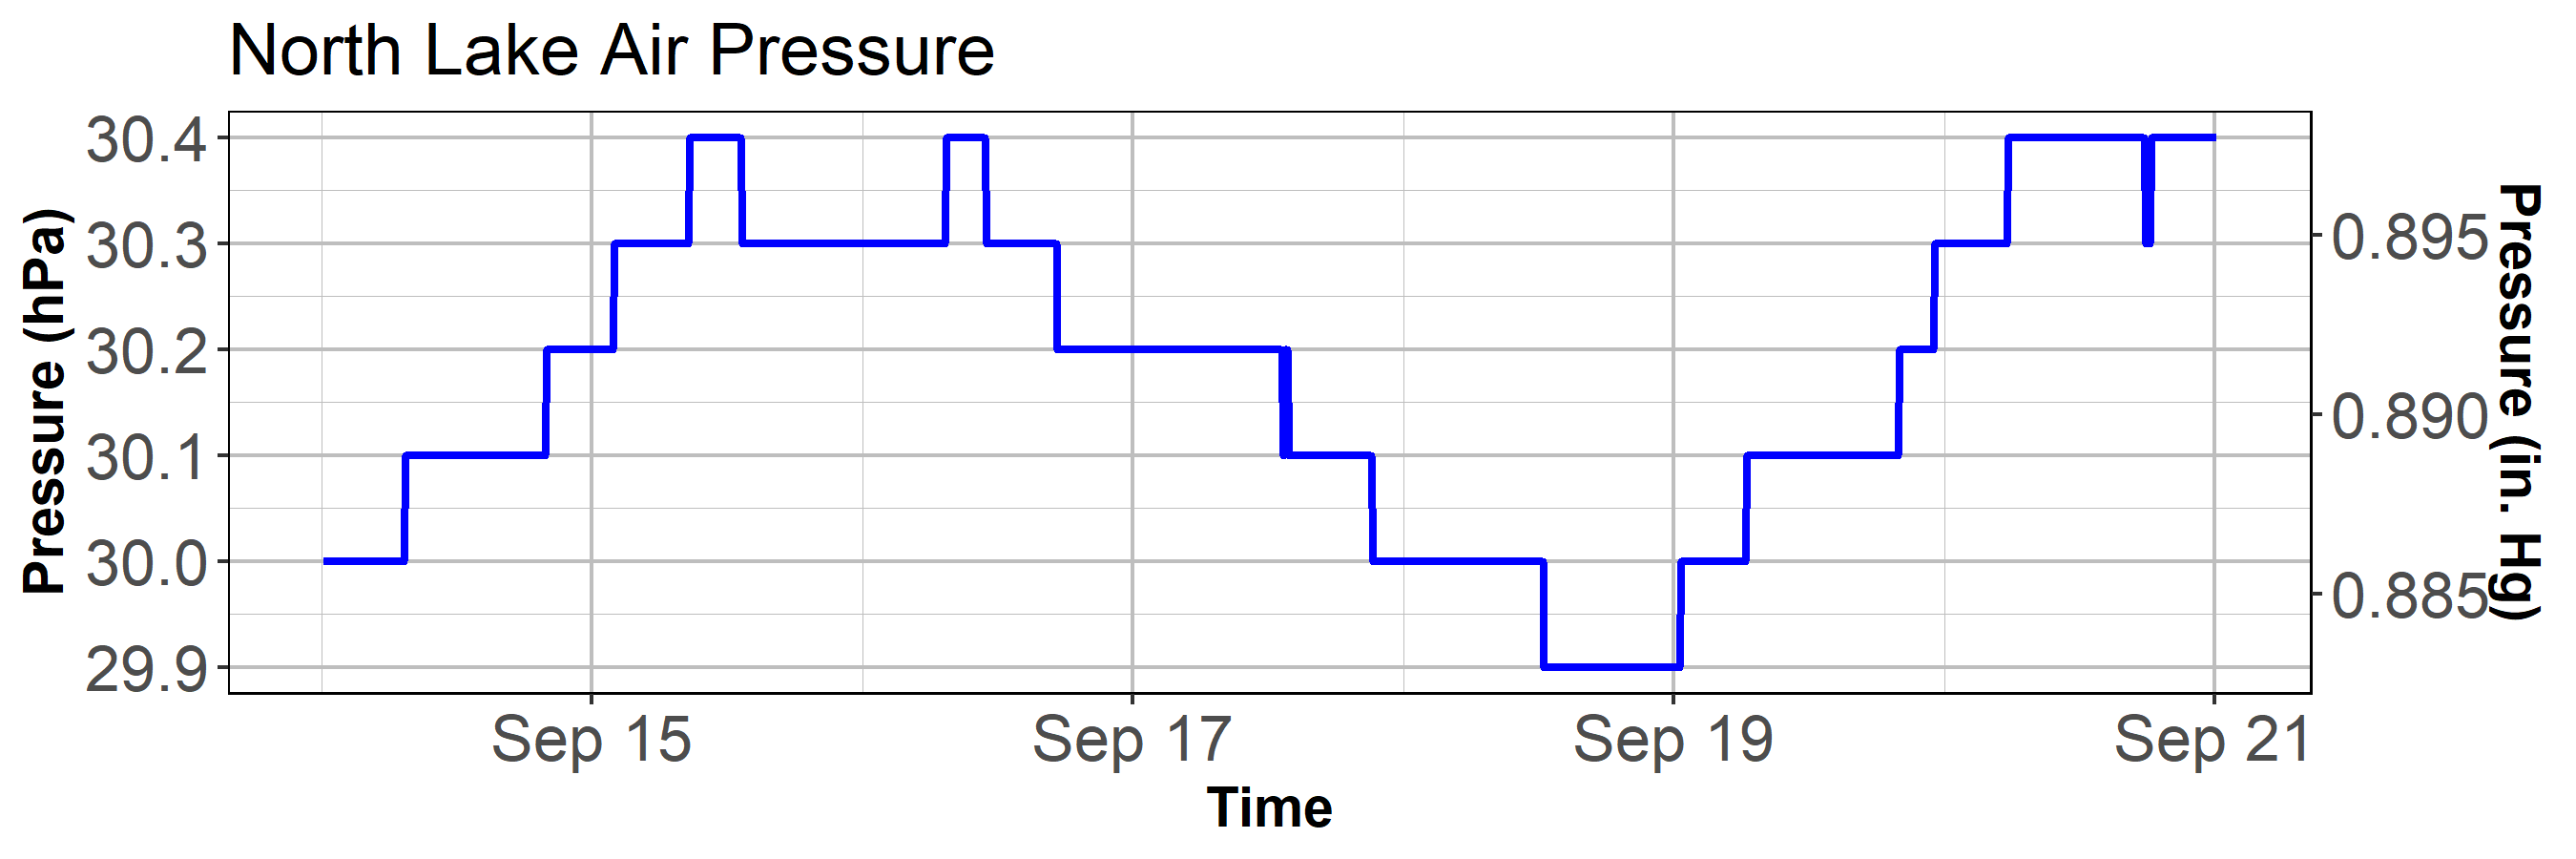 North Lake Air Pressure
Pressure (hPa)
30.4
30.3
30.2
30.1
30.0
29.9
0.895
0.890
0.885
Pressure (in. Hg)
Sep 15
Sep 17
Sep 19
Sep 21
Time